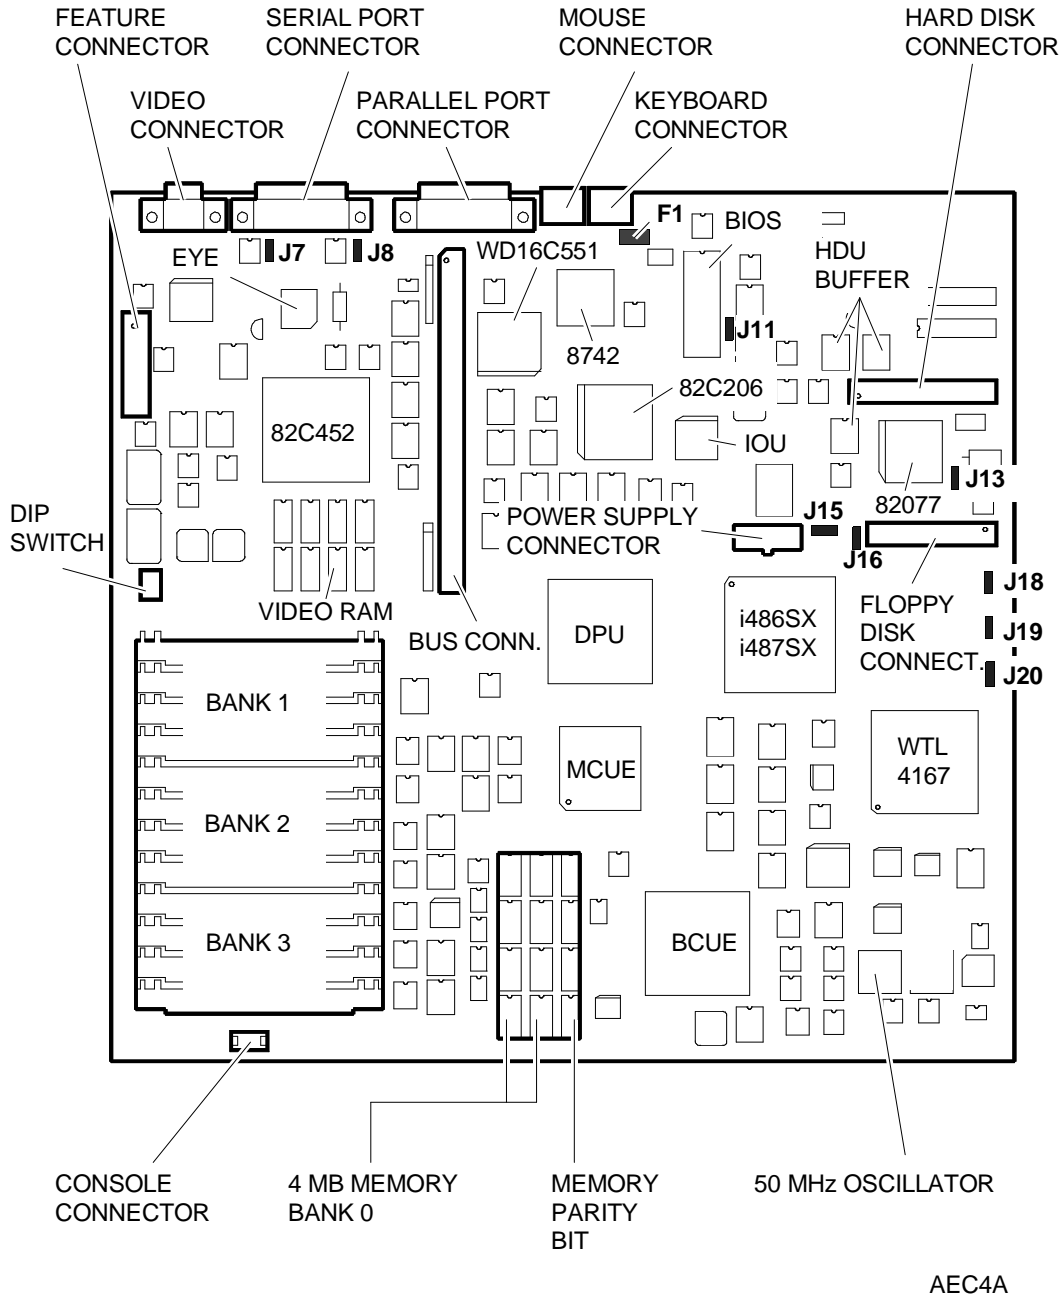 FEATURE
CONNECTOR
SERIAL PORT
CONNECTOR
MOUSE
CONNECTOR
HARD DISK
CONNECTOR
VIDEO
CONNECTOR
PARALLEL PORT
CONNECTOR
KEYBOARD
CONNECTOR
F1
BIOS
EYE
J7
J8
WD16C551
HDU
BUFFER
J11
8742
82C206
82C452
IOU
J13
82077
DIP
SWITCH
POWER SUPPLY
CONNECTOR
J15
J16
J18
VIDEO RAM
BUS CONN.
DPU
i486SX
i487SX
FLOPPY
DISK
CONNECT.
J19
J20
BANK 1
MCUE
WTL
4167
BANK 2
BANK 3
BCUE
CONSOLE
CONNECTOR
4 MB MEMORY
BANK 0
MEMORY
PARITY
BIT
50 MHz OSCILLATOR
AEC4A